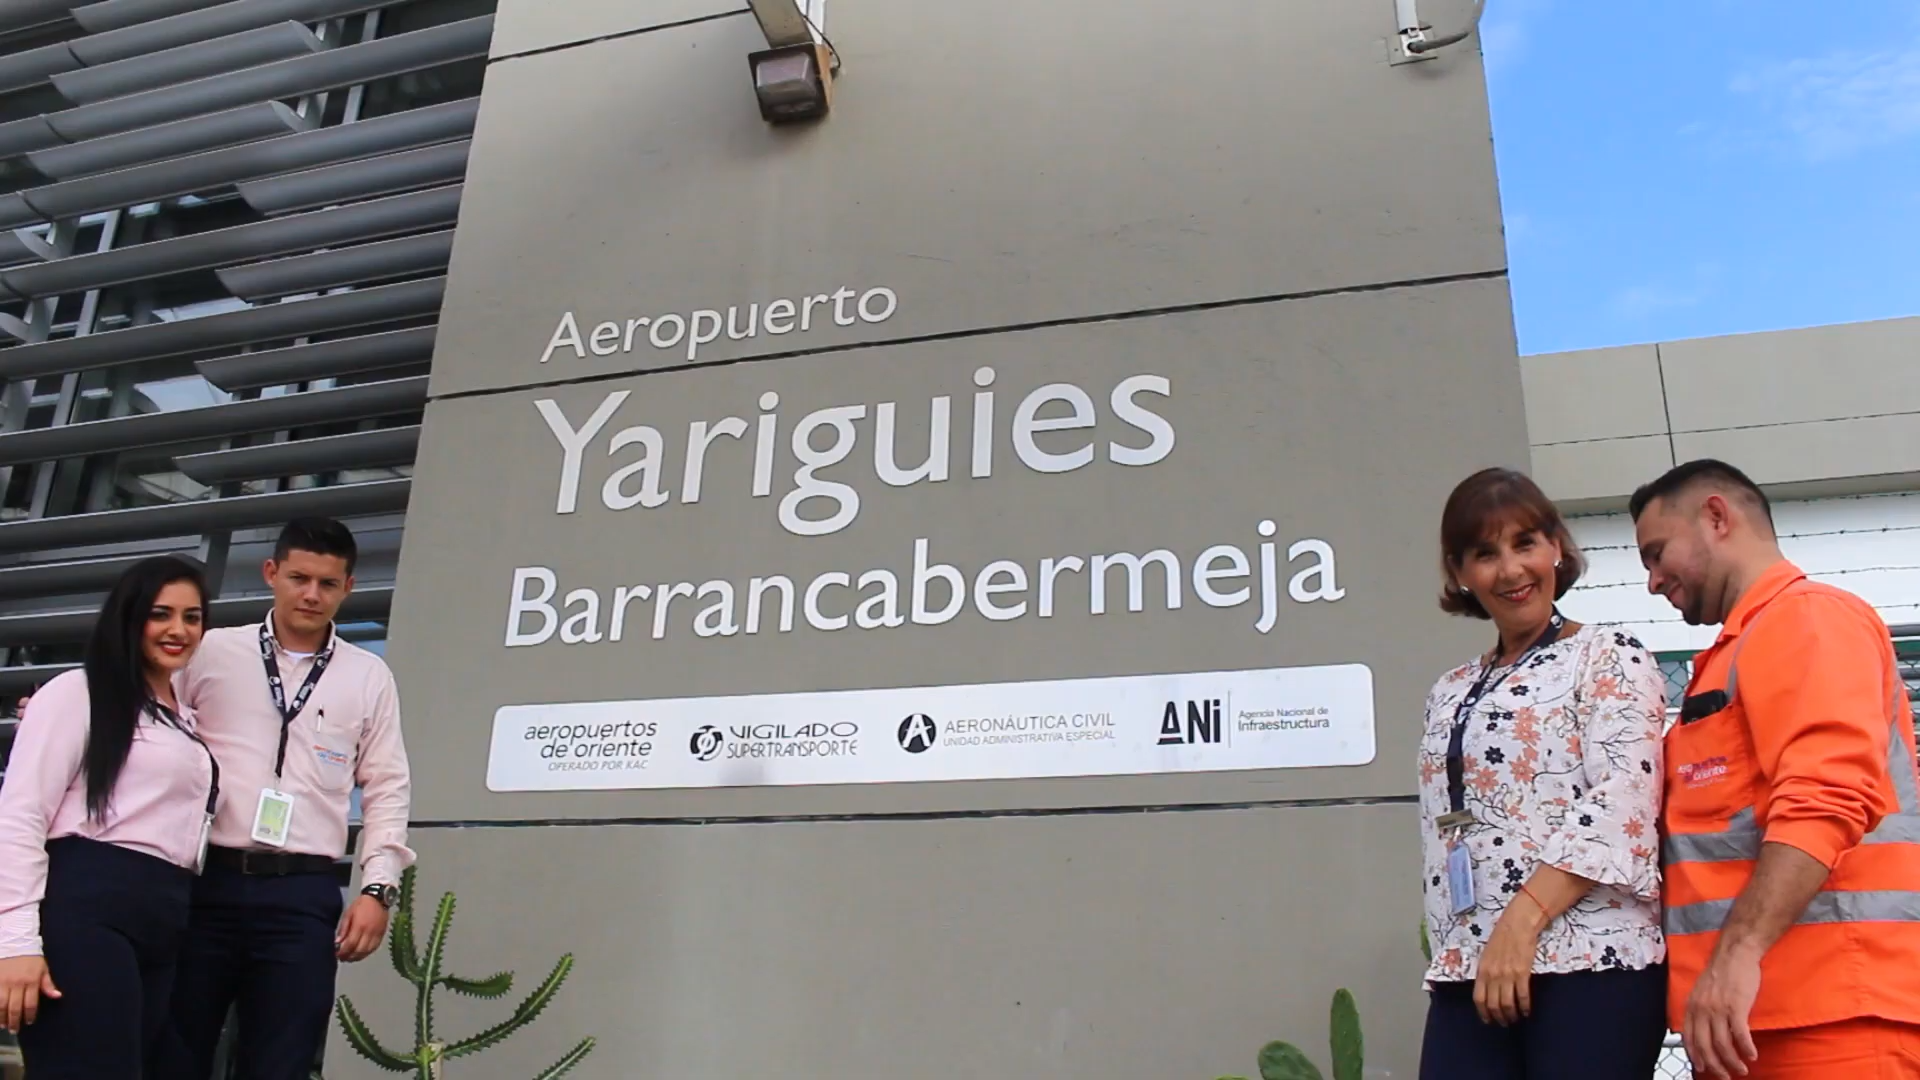 Aeropuerto
Yariguies
Barrancabermeja
aeropuertos
de oriente
OPERADO POR KAC
VIGILADO
SUPERTRANSPORTE
AERONÁUTICA CIVIL
UNIDAD ADMINISTRATIVA ESPECIAL
ANi
Agencia Nacional de
Infraestructura